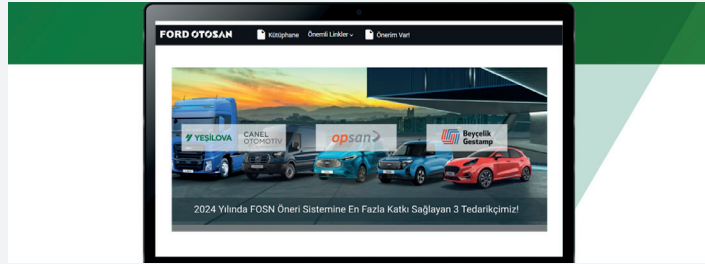 FORD OTOSAN Kütüphane Önemli Linkler Önerim Var!
YEŞİLOVA
CANEL
OTOMOTİV
opsan
Beyçelik
Gestamp
2024 Yılında FOSN Öneri Sistemine En Fazla Katkı Sağlayan 3 Tedarikçimiz!